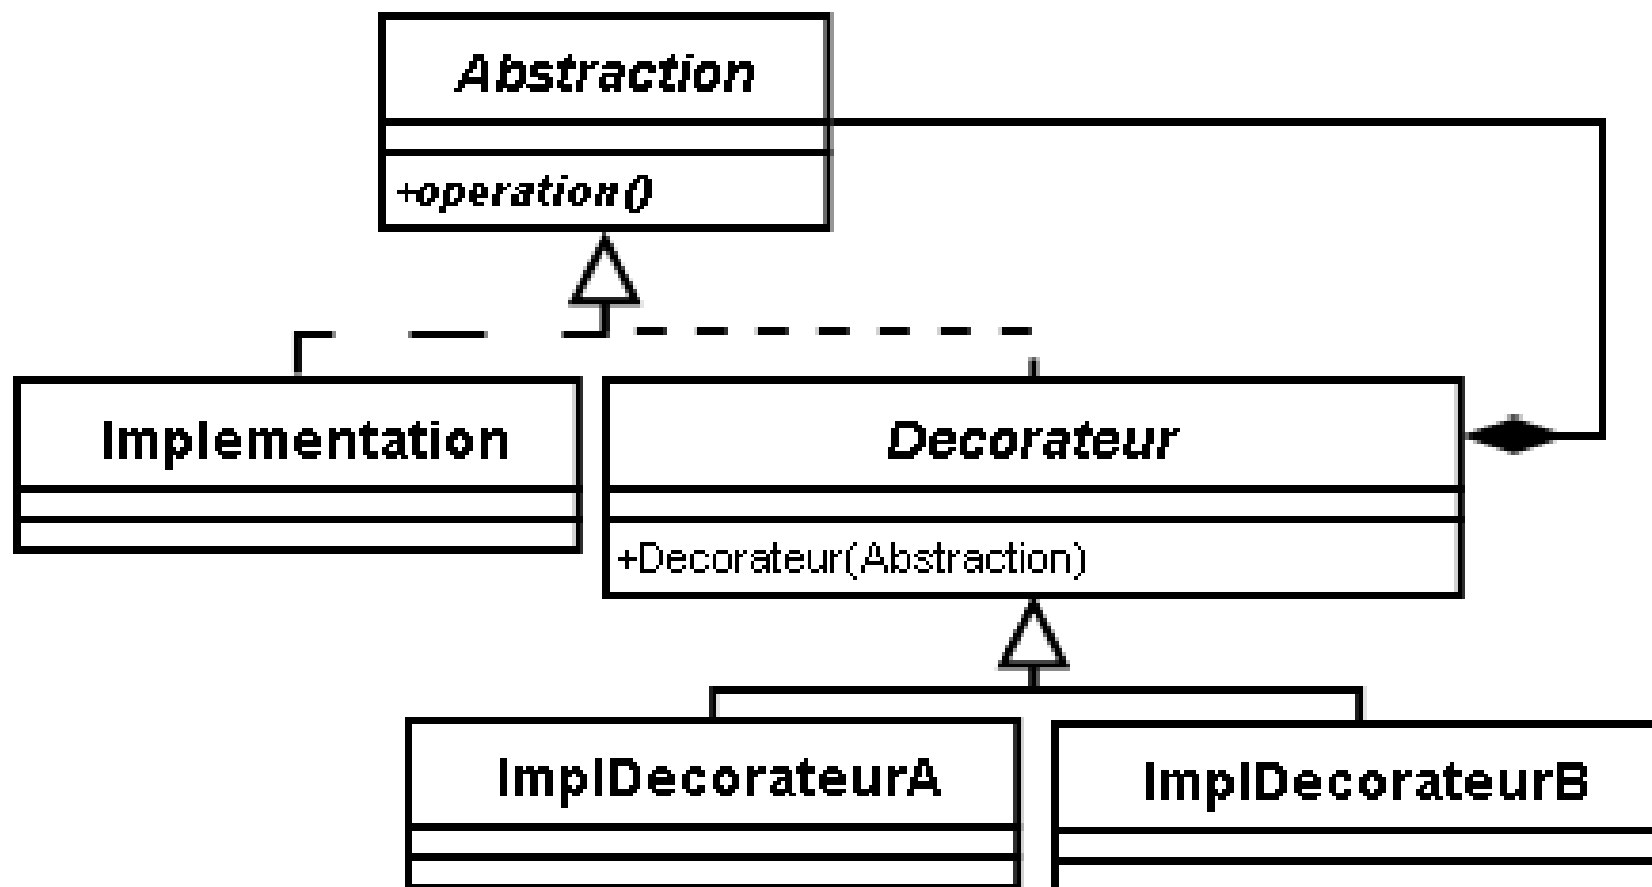 Abstraction
+operation()
Implementation
Decorateur
+Decorateur(Abstraction)
ImplDecorateurA
ImplDecorateurB